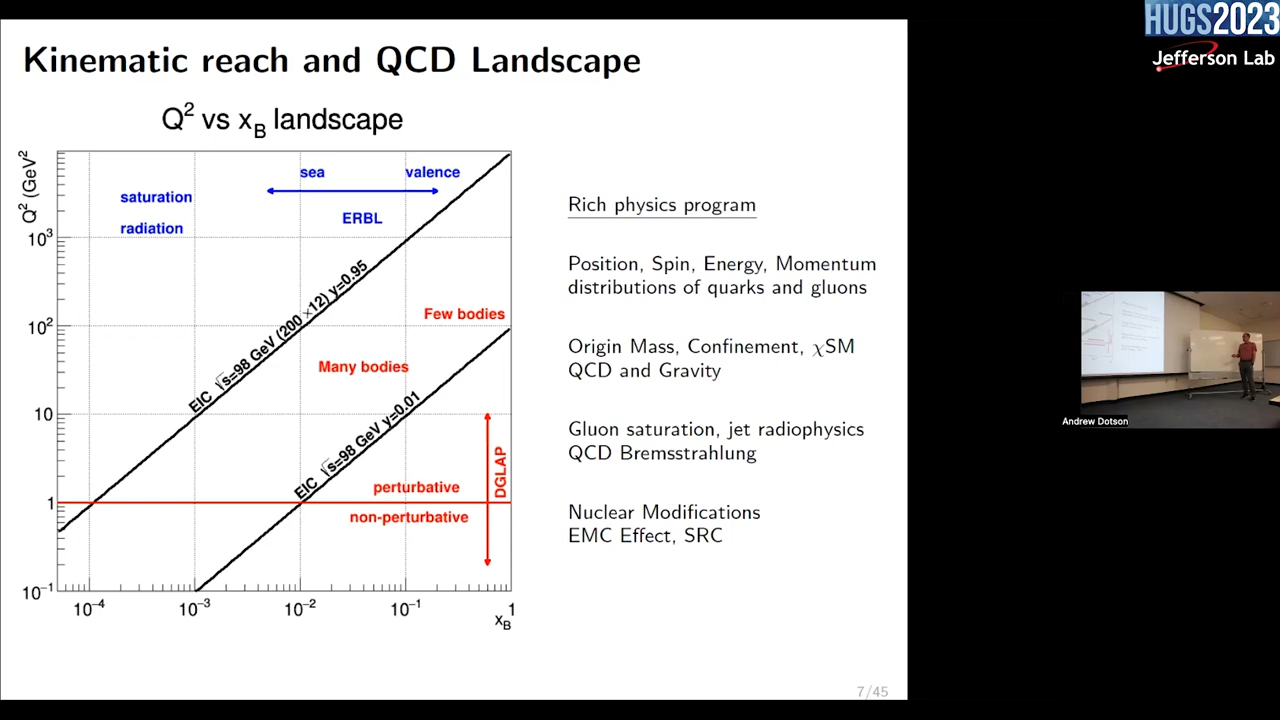 HUGS2023
Jefferson Lab
Kinematic reach and QCD Landscape
Q² vs x_B landscape
Q² (GeV²
10³
10²
10
1
10⁻¹
10⁻⁴
10⁻³
10⁻²
10⁻¹
1
x_B
saturation
radiation
sea
valence
ERBL
EIC √s=98 GeV (200 ×12) y=0.95
Few bodies
Many bodies
EIC √s=98 GeV y=0.01
DGLAP
perturbative
non-perturbative
Rich physics program
Position, Spin, Energy, Momentum
distributions of quarks and gluons
Origin Mass, Confinement, χSM
QCD and Gravity
Gluon saturation, jet radiophysics
QCD Bremsstrahlung
Nuclear Modifications
EMC Effect, SRC
7/45
Andrew Dotson